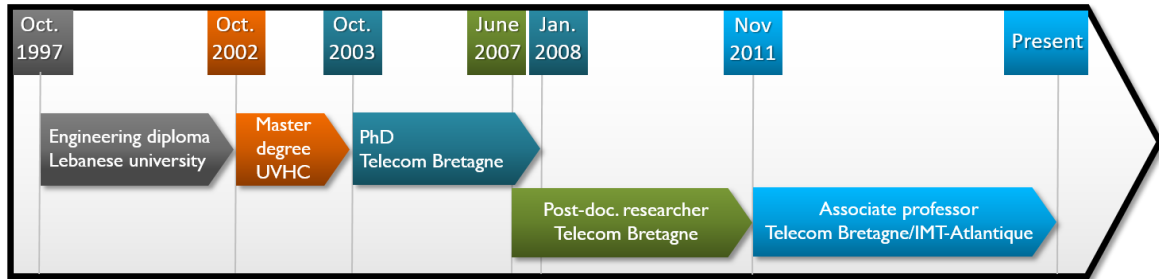 Oct.
1997
Oct.
2002
Oct.
2003
June
2007
Jan.
2008
Nov
2011
Present
Engineering diploma
Lebanese university
Master
degree
UVHC
PhD
Telecom Bretagne
Post-doc. researcher
Telecom Bretagne
Associate professor
Telecom Bretagne/IMT-Atlantique